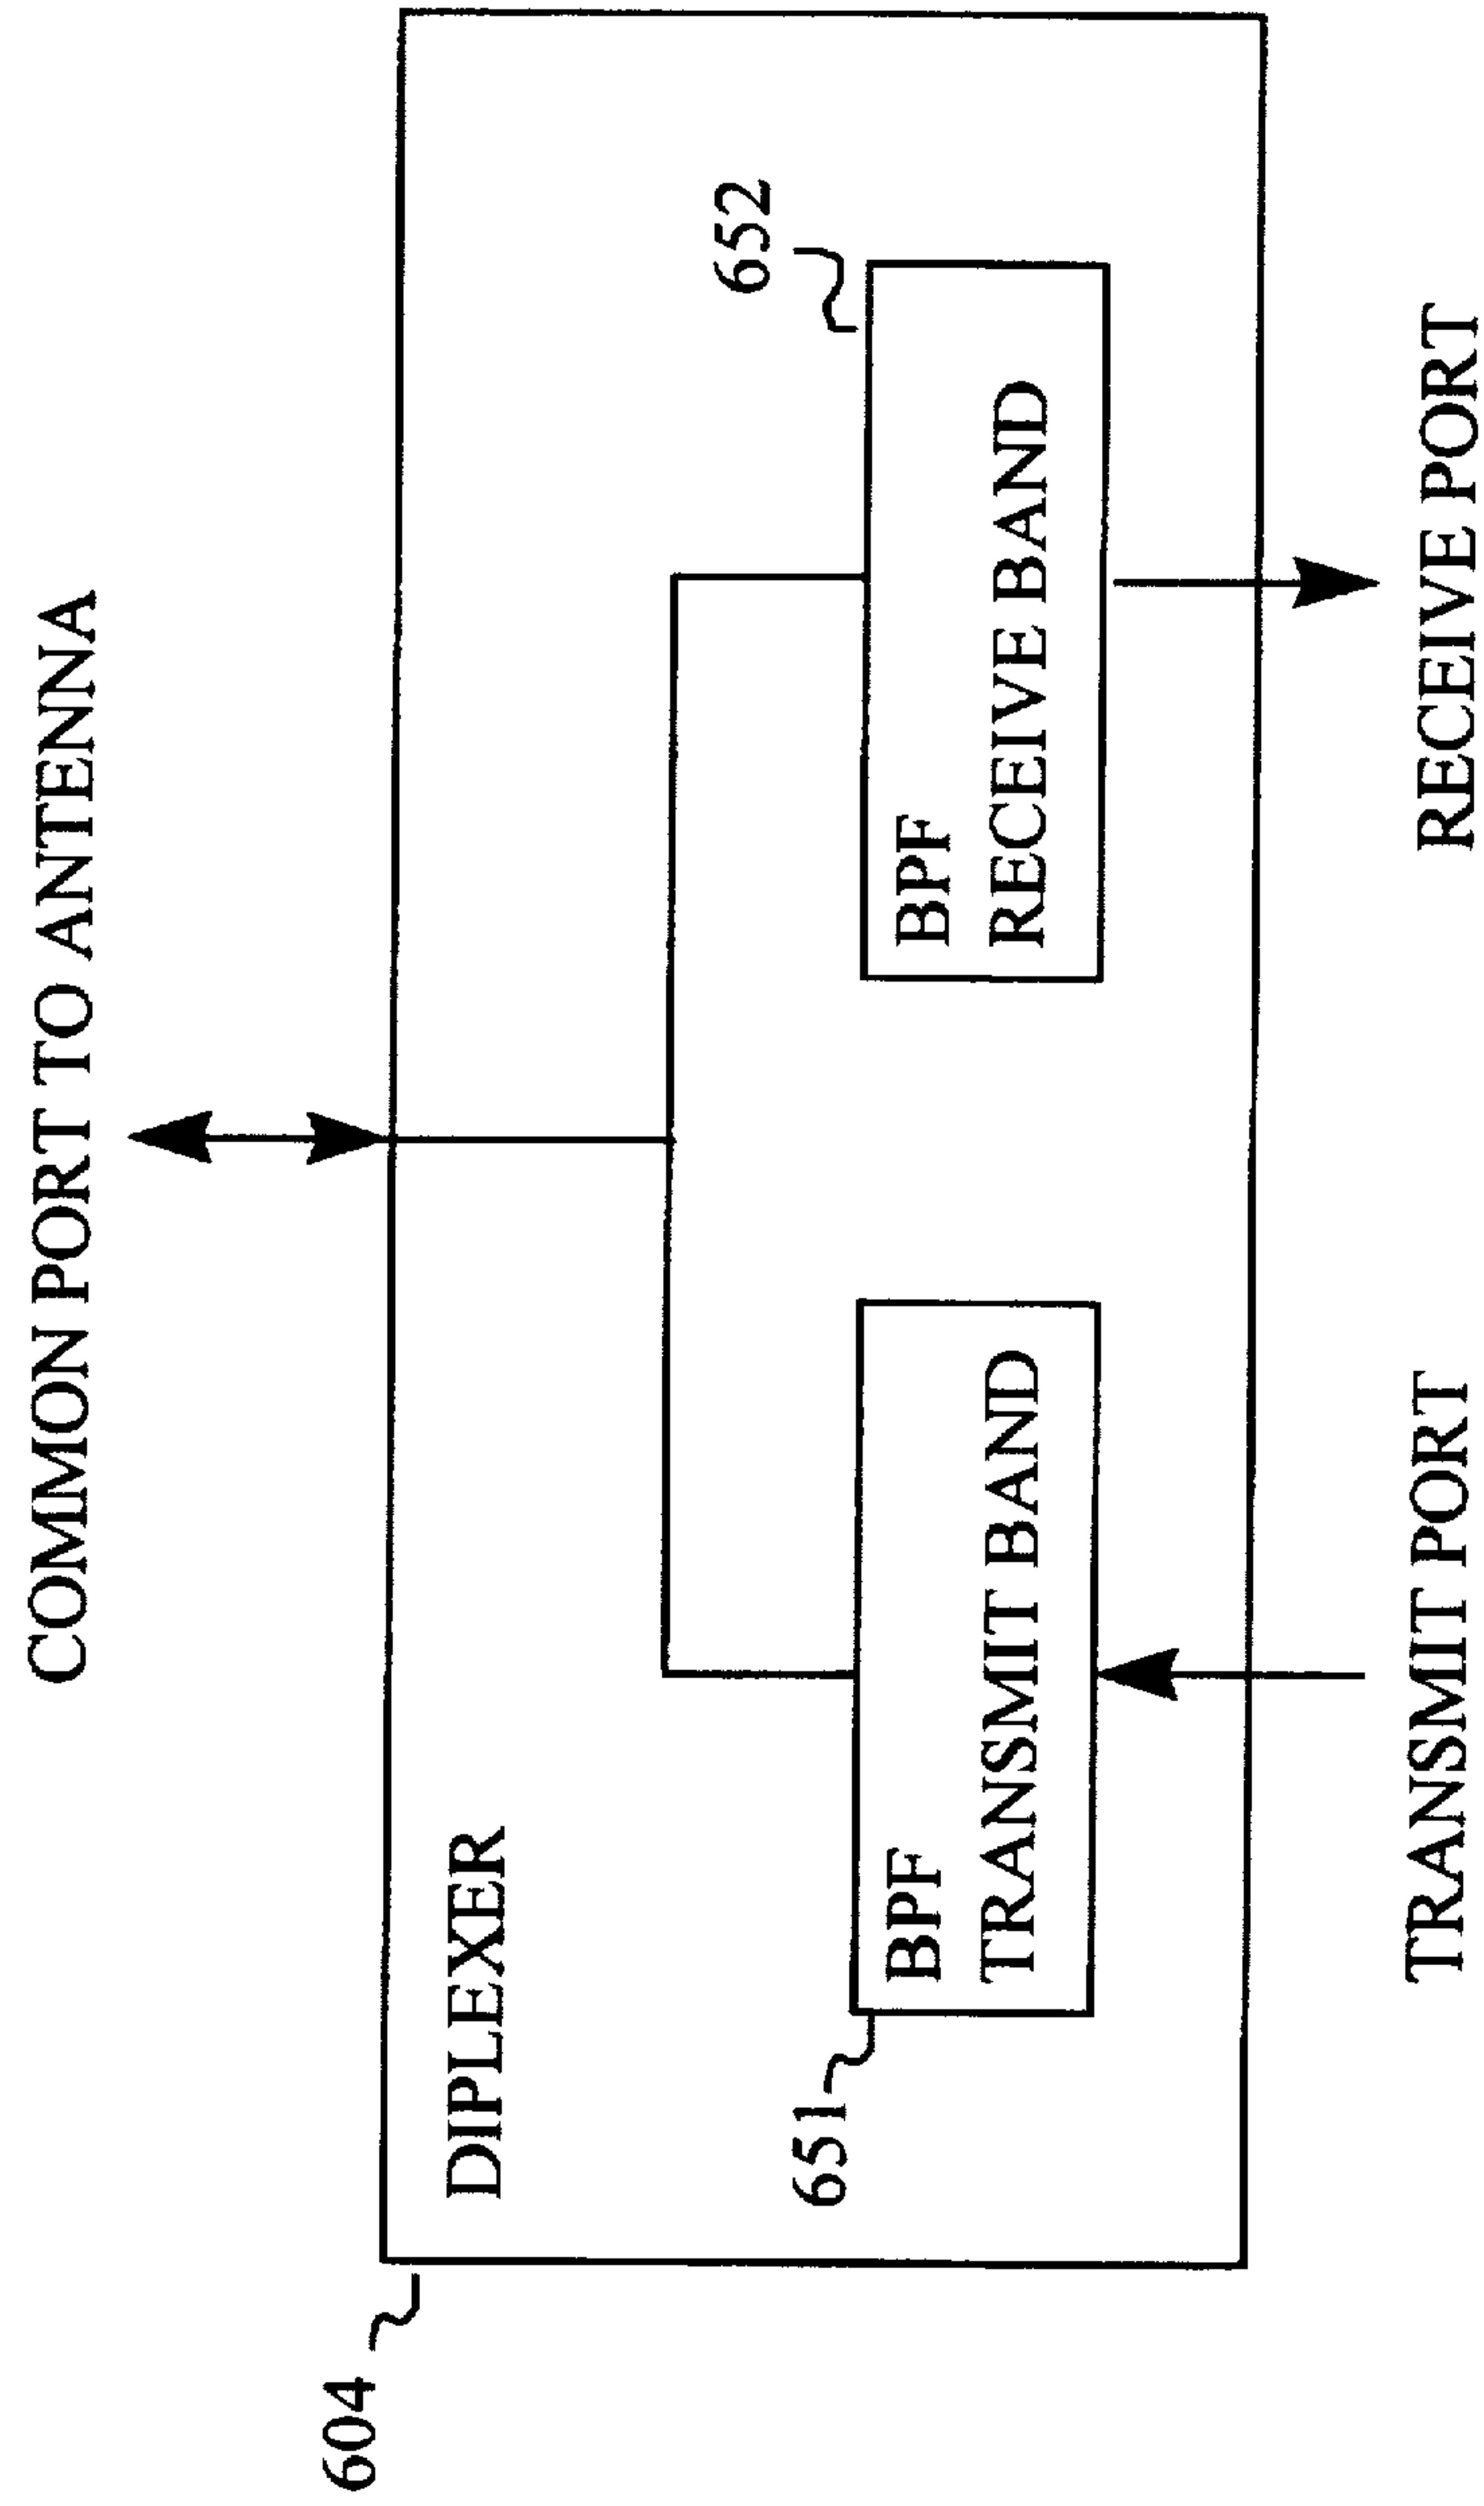 COMMON PORT TO ANTENNA
604
DIPLEXER
652
651
BPF
TRANSMIT BAND
BPF
RECEIVE BAND
TRANSMIT PORT
RECEIVE PORT